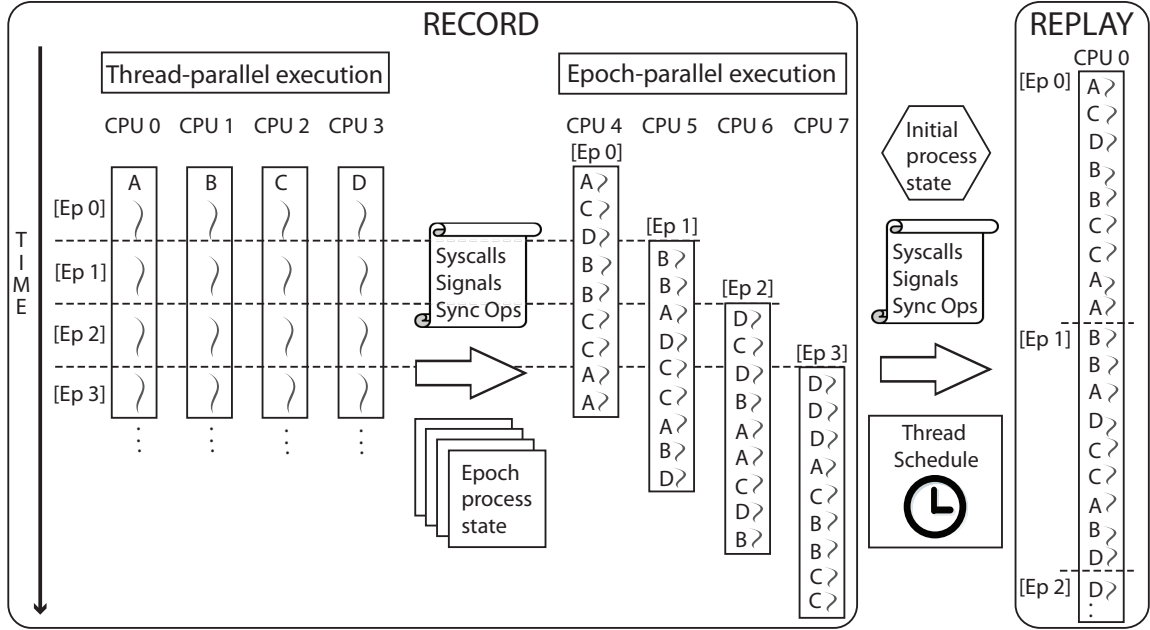 RECORD
Thread-parallel execution
Epoch-parallel execution
CPU 0 CPU 1 CPU 2 CPU 3
CPU 4 CPU 5 CPU 6 CPU 7
TIME
[Ep 0]
[Ep 1]
[Ep 2]
[Ep 3]
A B C D
Syscalls
Signals
Sync Ops
Epoch
process
state
[Ep 0]
A
C
D
B
B
C
C
A
A
[Ep 1]
B
B
A
D
C
C
A
B
D
[Ep 2]
D
C
D
B
A
A
C
D
B
[Ep 3]
D
D
D
A
C
B
B
C
C
Initial
process
state
Syscalls
Signals
Sync Ops
Thread
Schedule
REPLAY
CPU 0
[Ep 0]
A
C
D
B
B
C
C
A
A
[Ep 1]
B
B
A
D
C
C
A
B
D
[Ep 2]
D